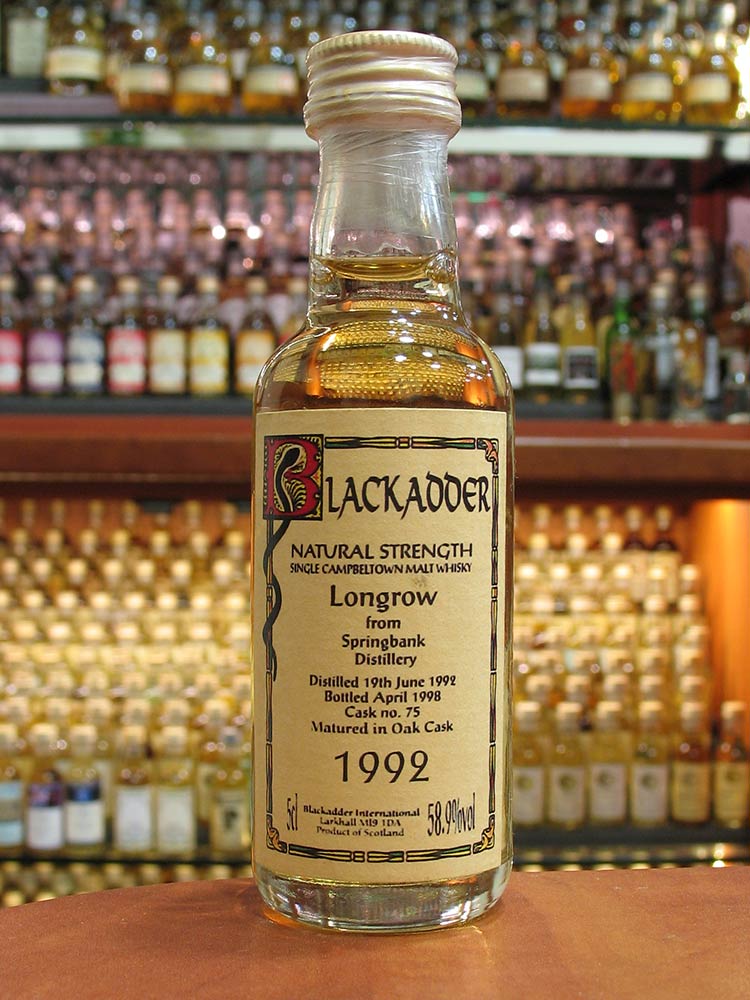 BLACKADDER
NATURAL STRENGTH
SINGLE CAMPBELTOWN MALT WHISKY
Longrow
from
Springbank
Distillery
Distilled 19th June 1992
Bottled April 1998
Cask no. 75
Matured in Oak Cask
1992
5cl
Blackadder International
Larkhall ML9 1DA
Product of Scotland
58.9%vol